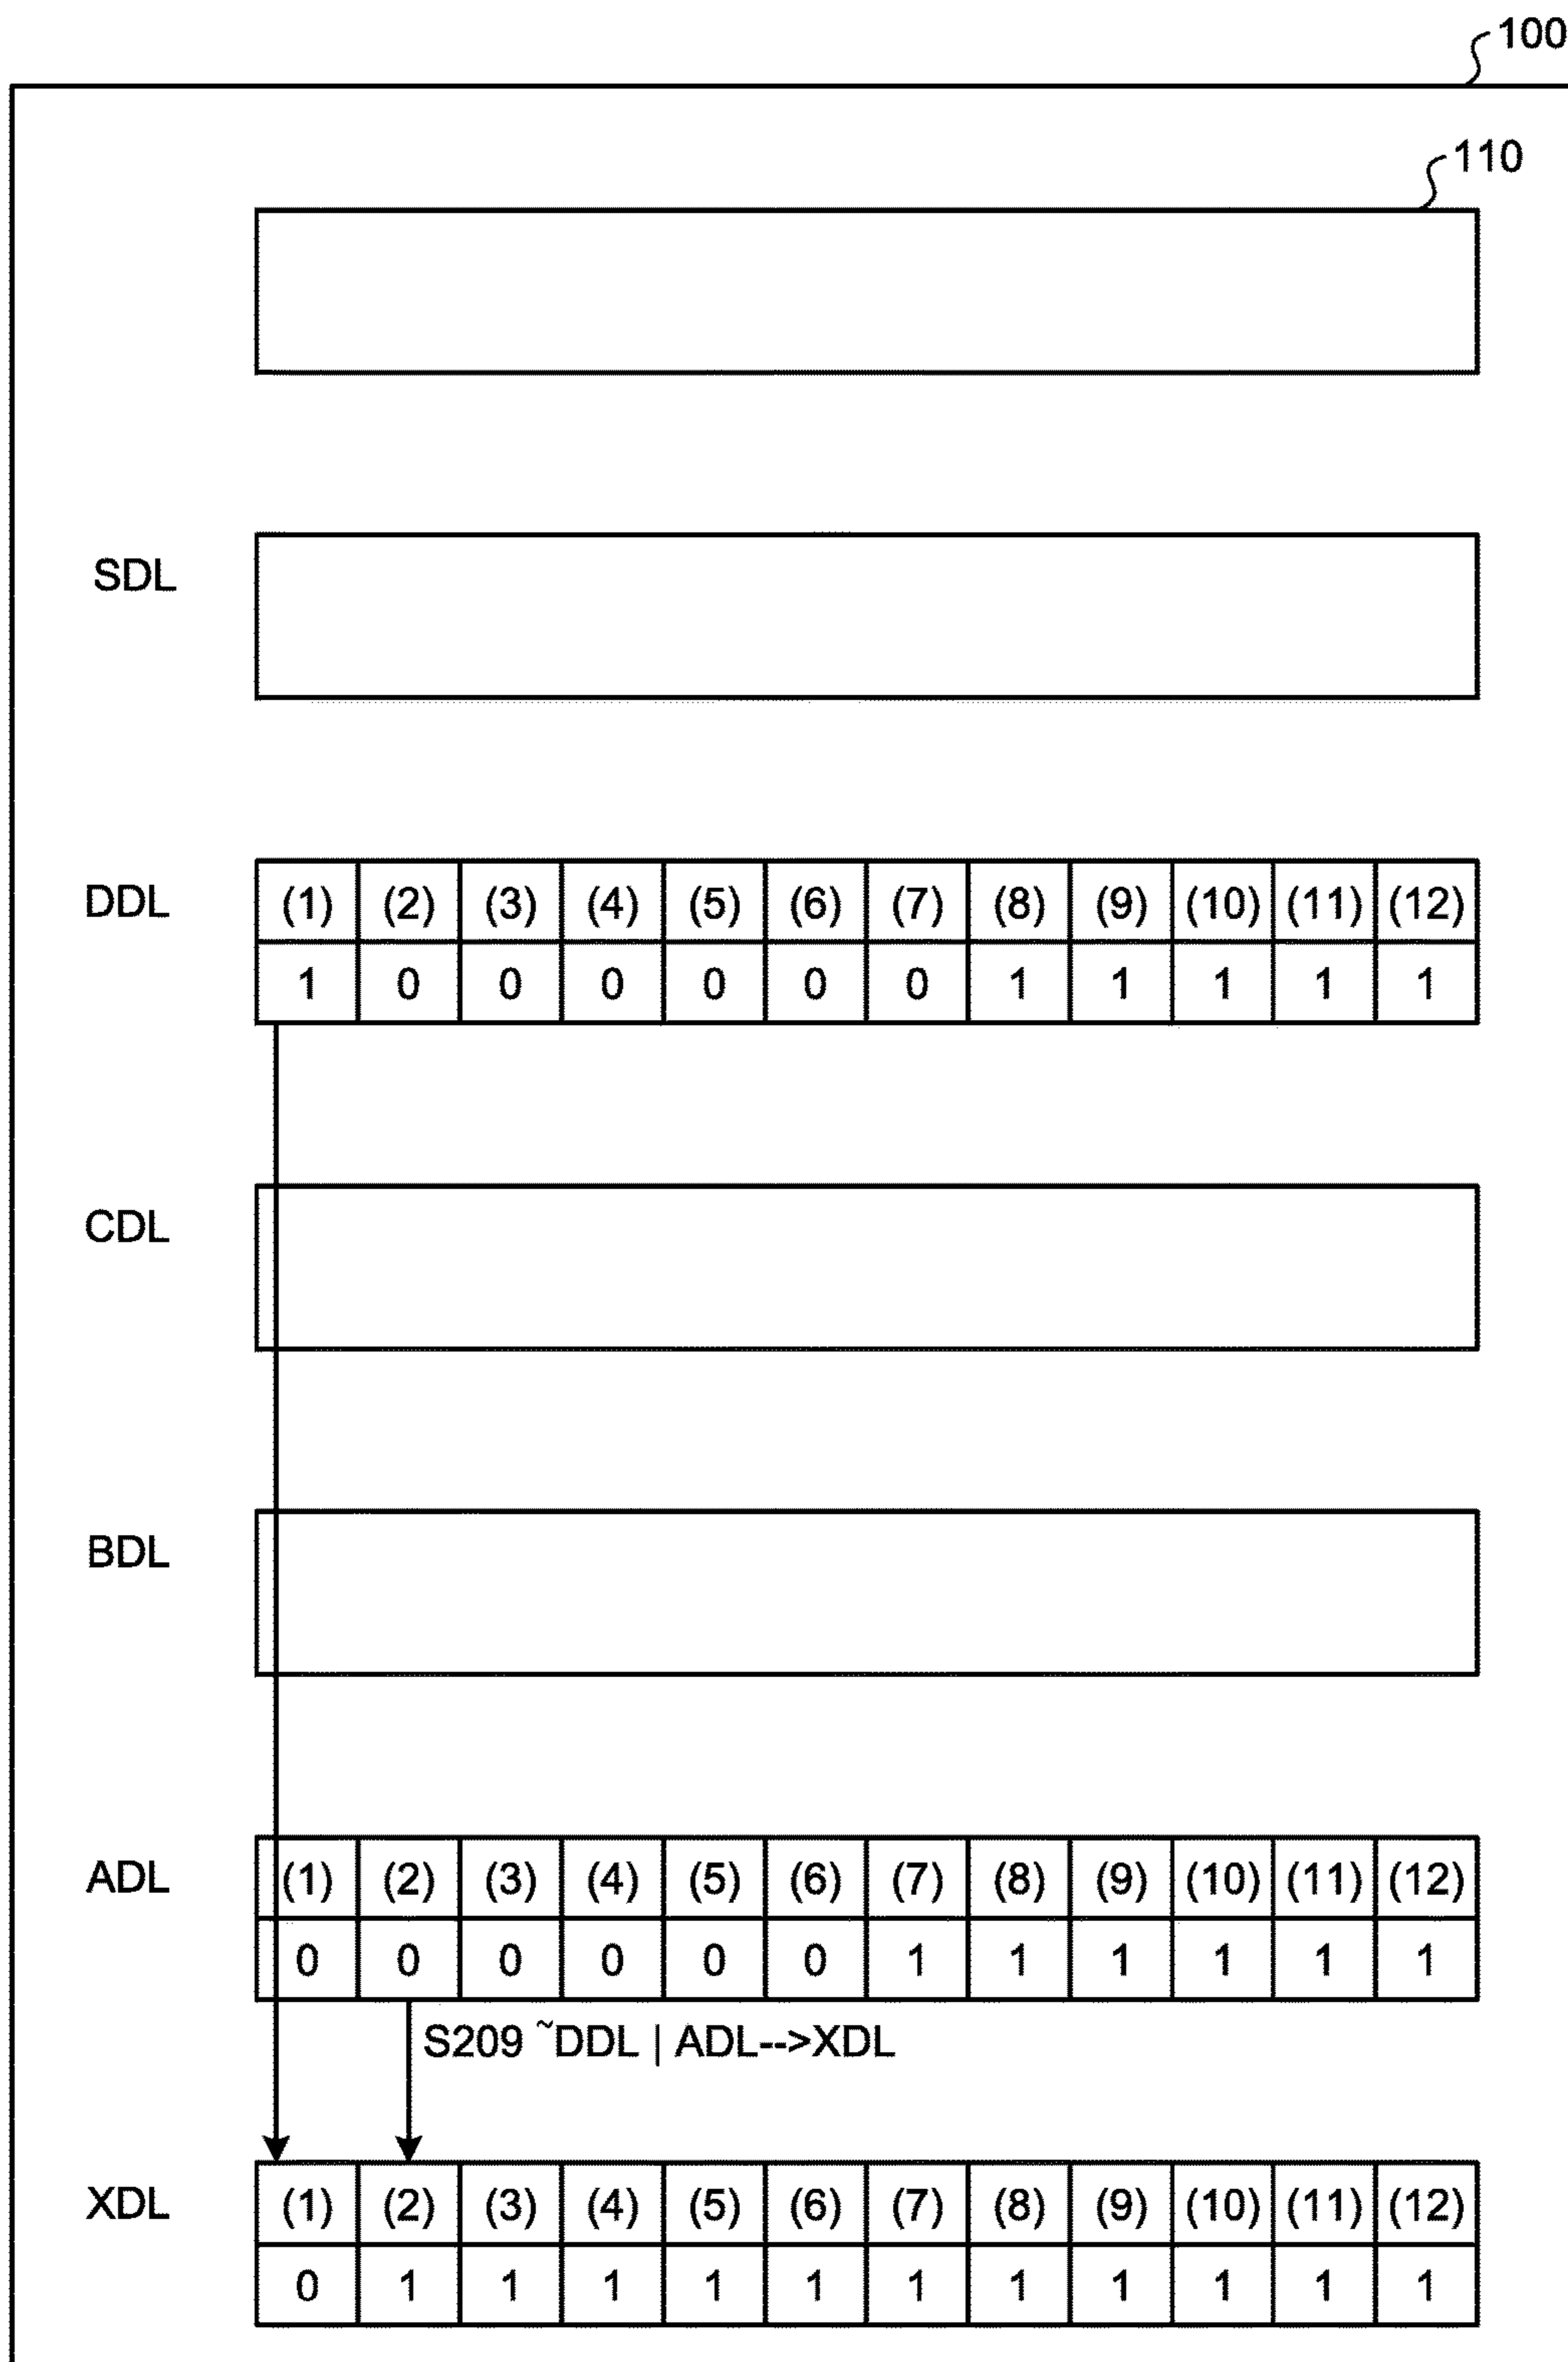 100
110
SDL
DDL (1) (2) (3) (4) (5) (6) (7) (8) (9) (10) (11) (12)
1 0 0 0 0 0 0 1 1 1 1 1
CDL
BDL
ADL (1) (2) (3) (4) (5) (6) (7) (8) (9) (10) (11) (12)
0 0 0 0 0 0 1 1 1 1 1 1
S209 ~DDL | ADL-->XDL
XDL (1) (2) (3) (4) (5) (6) (7) (8) (9) (10) (11) (12)
0 1 1 1 1 1 1 1 1 1 1 1